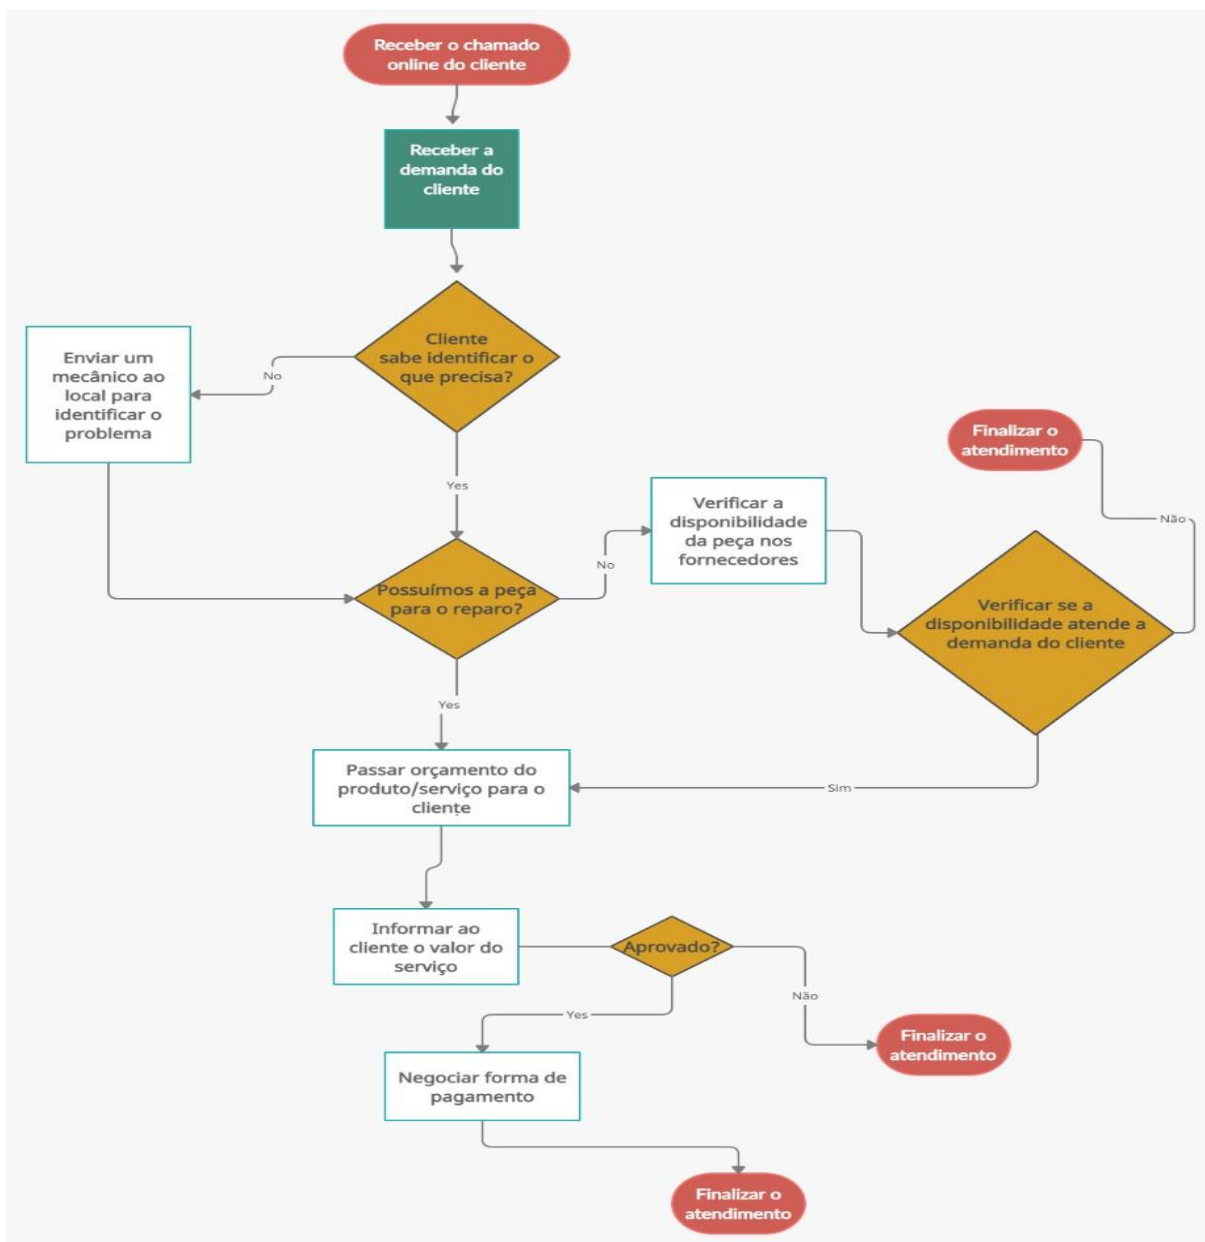 Receber o chamado
online do cliente
Receber a
demanda do
cliente
Cliente
sabe identificar o
que precisa?
No
Enviar um
mecânico ao
local para
identificar o
problema
Yes
Possuímos a peça
para o reparo?
No
Verificar a
disponibilidade
da peça nos
fornecedores
Finalizar o
atendimento
Não
Verificar se a
disponibilidade atende a
demanda do cliente
Yes
Sim
Passar orçamento do
produto/serviço para o
cliente
Informar ao
cliente o valor do
serviço
Aprovado?
Não
Finalizar o
atendimento
Yes
Negociar forma de
pagamento
Finalizar o
atendimento